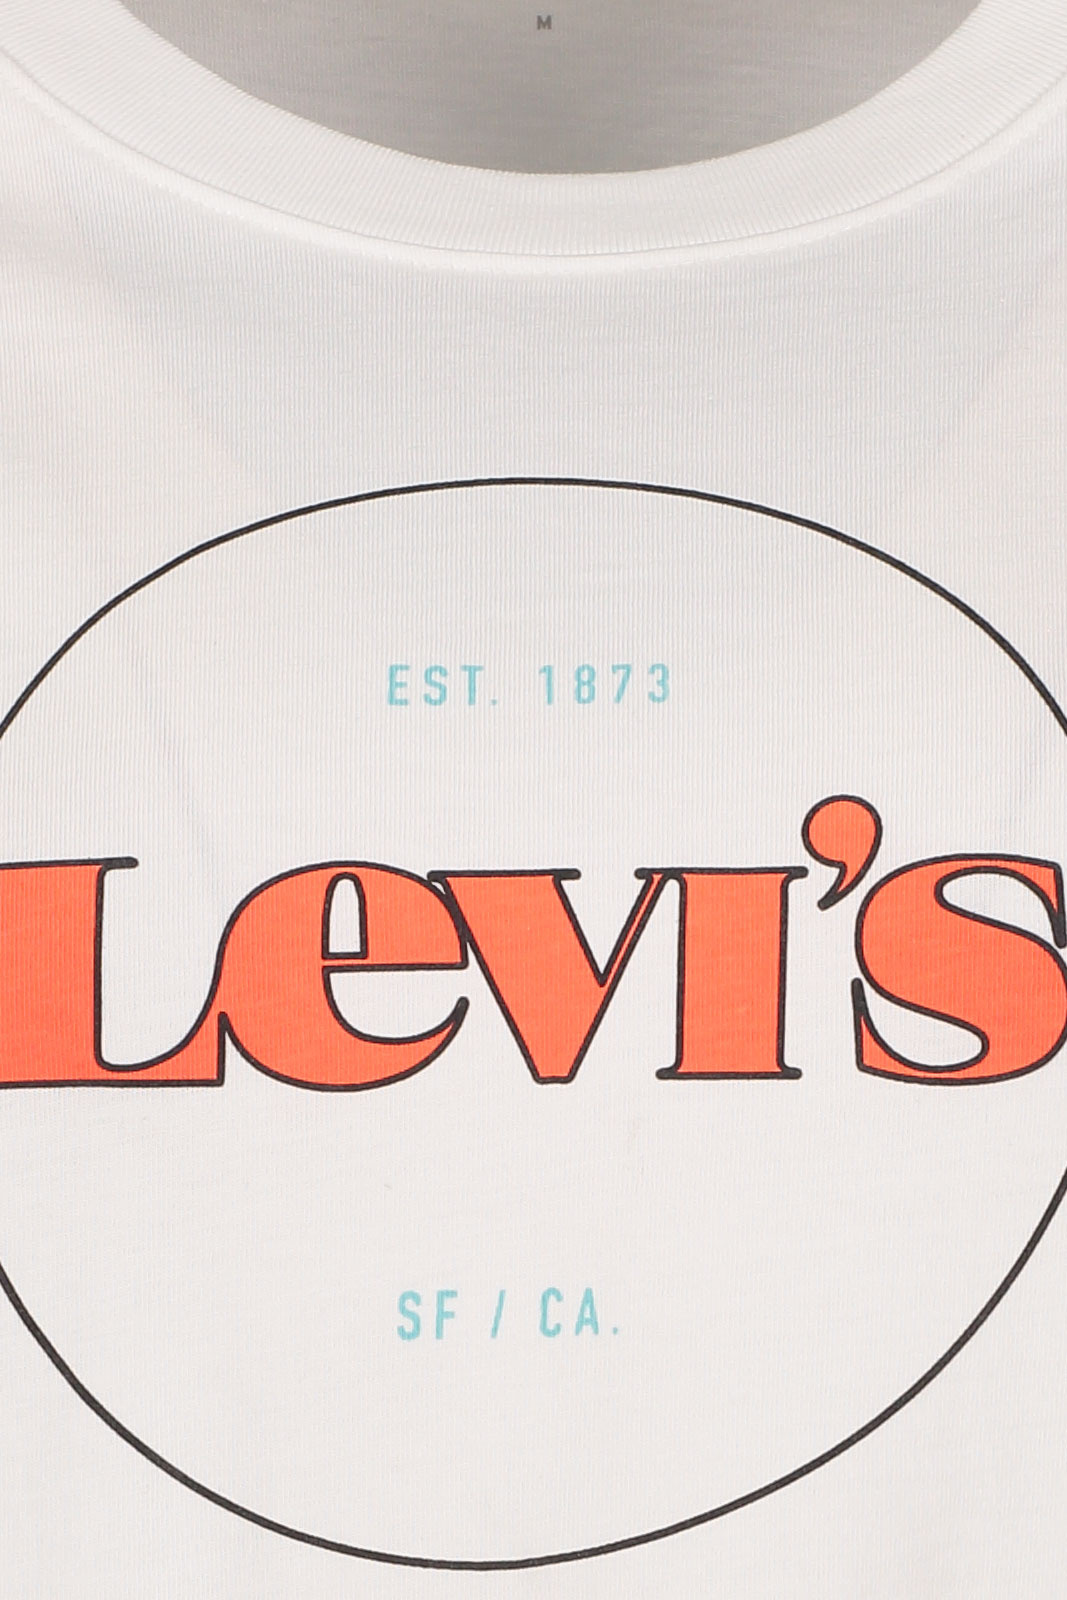 M
EST. 1873
Levi's
SF / CA.